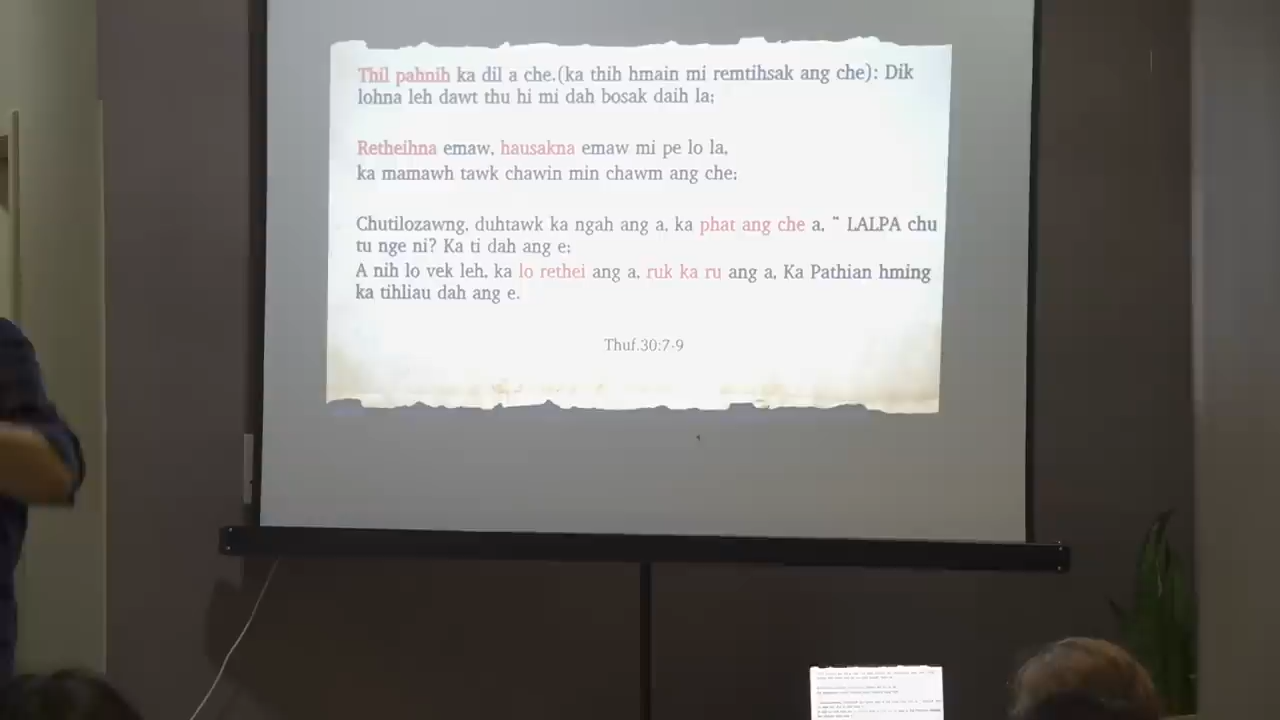 Thil pahnih ka dil a che.(ka thih hmain mi remtihsak ang che): Dik
lohna leh dawt thu hi mi dah bosak daih la;
Retheihna emaw, hausakna emaw mi pe lo la,
ka mamawh tawk chawin min chawm ang che;
Chutilozawng, duhtawk ka ngah ang a, ka phat ang che a, " LALPA chu
tu nge ni? Ka ti dah ang e;
A nih lo vek leh, ka lo rethei ang a, ruk ka ru ang a, Ka Pathian hming
ka tihliau dah ang e.
Thuf.30:7-9